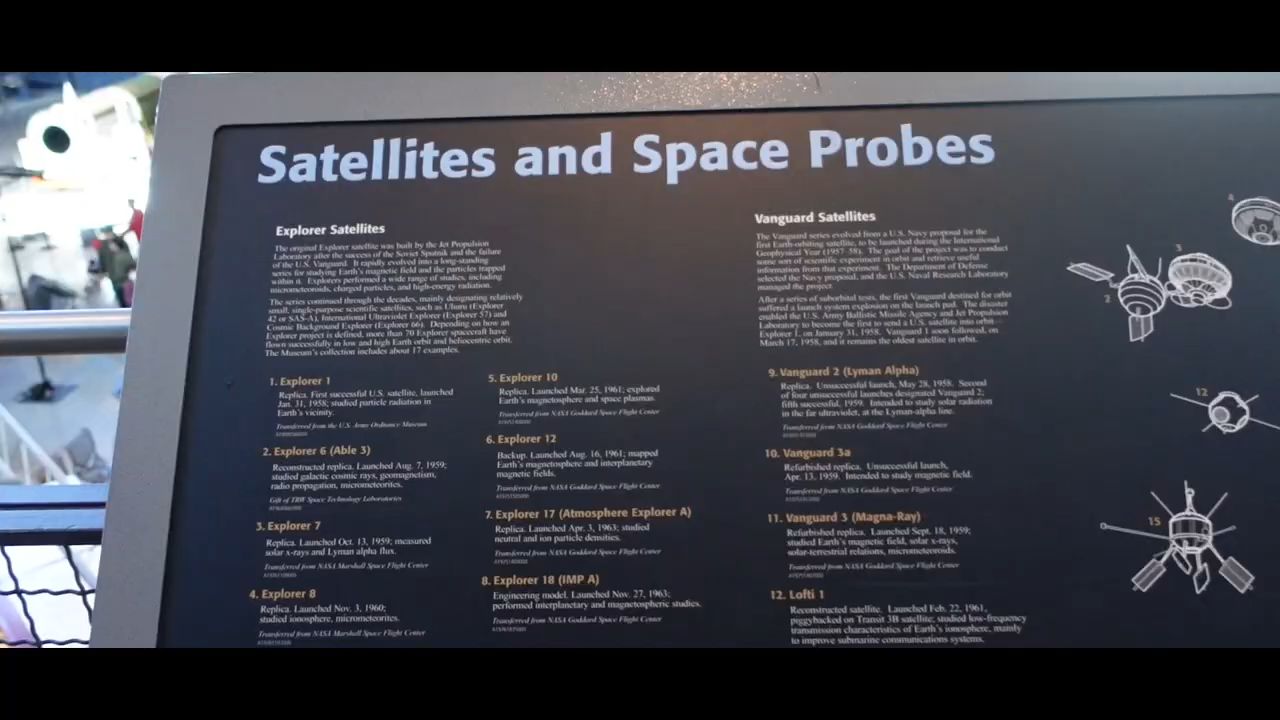 Satellites and Space Probes
Explorer Satellites
The original Explorer satellite was built by the Jet Propulsion
Laboratory after the success of the Soviet Sputnik and the failure
of the U.S. Vanguard. It rapidly evolved into a long-standing
series for studying Earth's magnetic field and the particles trapped
within it. Explorers performed a wide range of studies, including
micrometeoroids, charged particles, and high-energy radiation.
The series continued through the decades, mainly designating relatively
small, single-purpose scientific satellites, such as Uhuru (Explorer
42 or SAS-A), International Ultraviolet Explorer (Explorer 57) and
Cosmic Background Explorer (Explorer 66). Depending on how an
Explorer project is defined, more than 70 Explorer spacecraft have
flown successfully in low and high Earth orbit and heliocentric orbit.
The Museum's collection includes about 17 examples.
1. Explorer 1
Replica. First successful U.S. satellite, launched
Jan. 31, 1958; studied particle radiation in
Earth's vicinity.
Transferred from the U.S. Army Ordnance Museum
2. Explorer 6 (Able 3)
Reconstructed replica. Launched Aug. 7, 1959;
studied galactic cosmic rays, geomagnetism,
radio propagation, micrometeorites.
Gift of TRW Space Technology Laboratories
3. Explorer 7
Replica. Launched Oct. 13, 1959; measured
solar x-rays and Lyman alpha flux.
Transferred from NASA Marshall Space Flight Center
4. Explorer 8
Replica. Launched Nov. 3, 1960;
studied ionosphere, micrometeorites.
Transferred from NASA Marshall Space Flight Center
5. Explorer 10
Replica. Launched Mar. 25, 1961; explored
Earth's magnetosphere and space plasmas.
Transferred from NASA Goddard Space Flight Center
6. Explorer 12
Backup. Launched Aug. 16, 1961; mapped
Earth's magnetosphere and interplanetary
magnetic fields.
Transferred from NASA Goddard Space Flight Center
7. Explorer 17 (Atmosphere Explorer A)
Replica. Launched Apr. 3, 1963; studied
neutral and ion particle densities.
Transferred from NASA Goddard Space Flight Center
8. Explorer 18 (IMP A)
Engineering model. Launched Nov. 27, 1963;
performed interplanetary and magnetospheric studies.
Transferred from NASA Goddard Space Flight Center
Vanguard Satellites
The Vanguard series evolved from a U.S. Navy proposal for the
first Earth-orbiting satellite, to be launched during the International
Geophysical Year (1957-58). The goal of the project was to conduct
some sort of scientific experiment in orbit and retrieve useful
information from that experiment. The Department of Defense
selected the Navy proposal, and the U.S. Naval Research Laboratory
managed the project.
After a series of suborbital tests, the first Vanguard destined for orbit
suffered a launch system explosion on the launch pad. The disaster
enabled the U.S. Army Ballistic Missile Agency and Jet Propulsion
Laboratory to become the first to send a U.S. satellite into orbit—
Explorer 1, on January 31, 1958. Vanguard 1 soon followed, on
March 17, 1958, and it remains the oldest satellite in orbit.
9. Vanguard 2 (Lyman Alpha)
Replica. Unsuccessful launch, May 28, 1958. Second
of four unsuccessful launches designated Vanguard 2;
fifth successful, 1959. Intended to study solar radiation
in the far ultraviolet, at the Lyman-alpha line.
Transferred from NASA Goddard Space Flight Center
10. Vanguard 3a
Refurbished replica. Unsuccessful launch,
Apr. 13, 1959. Intended to study magnetic field.
Transferred from NASA Goddard Space Flight Center
11. Vanguard 3 (Magna-Ray)
Refurbished replica. Launched Sept. 18, 1959;
studied Earth's magnetic field, solar x-rays,
solar-terrestrial relations, micrometeoroids.
Transferred from NASA Goddard Space Flight Center
12. Lofti 1
Reconstructed satellite. Launched Feb. 22, 1961,
piggybacked on Transit 3B satellite; studied low-frequency
transmission characteristics of Earth's ionosphere, mainly
to improve submarine communications systems.
4
3
2
12
15